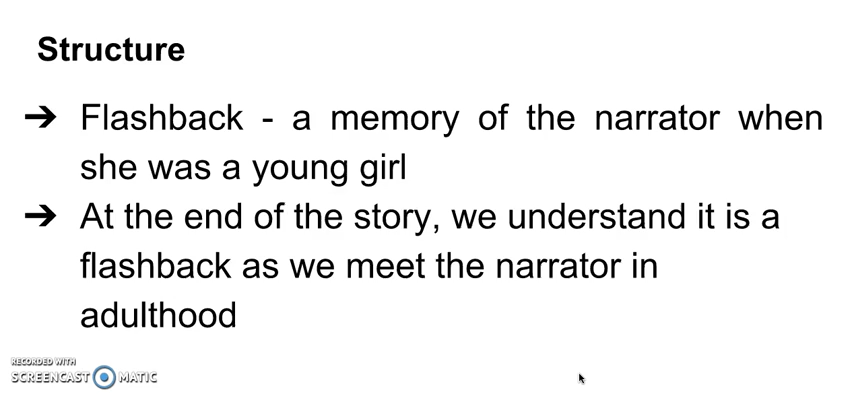 Structure
➔ Flashback - a memory of the narrator when
she was a young girl
➔ At the end of the story, we understand it is a
flashback as we meet the narrator in
adulthood
RECORDED WITH
SCREENCAST MATIC